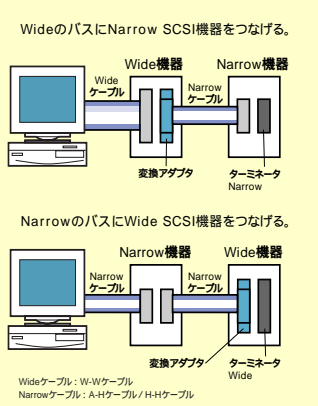 WideのバスにNarrow SCSI機器をつなげる。
Wide機器
Narrow機器
Wide
ケーブル
Narrow
ケーブル
変換アダプタ
ターミネータ
Narrow
NarrowのバスにWide SCSI機器をつなげる。
Narrow機器
Wide機器
Narrow
ケーブル
Narrow
ケーブル
変換アダプタ
ターミネータ
Wide
Wideケーブル：W-Wケーブル
Narrowケーブル：A-Hケーブル / H-Hケーブル